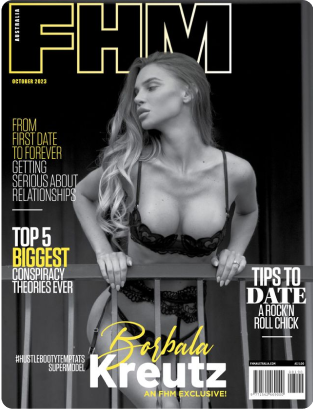 AUSTRALIA
FHM
OCTOBER 2023
FROM
FIRST DATE
TO FOREVER
GETTING
SERIOUS ABOUT
RELATIONSHIPS
TOP 5
BIGGEST
CONSPIRACY
THEORIES EVER
TIPS TO
DATE
A ROCK'N
ROLL CHICK
#HUSTLEBOOTYTEMPTATS
SUPERMODEL
Borbala
Kreutz
AN FHM EXCLUSIVE!
FHMAUSTRALIA.COM